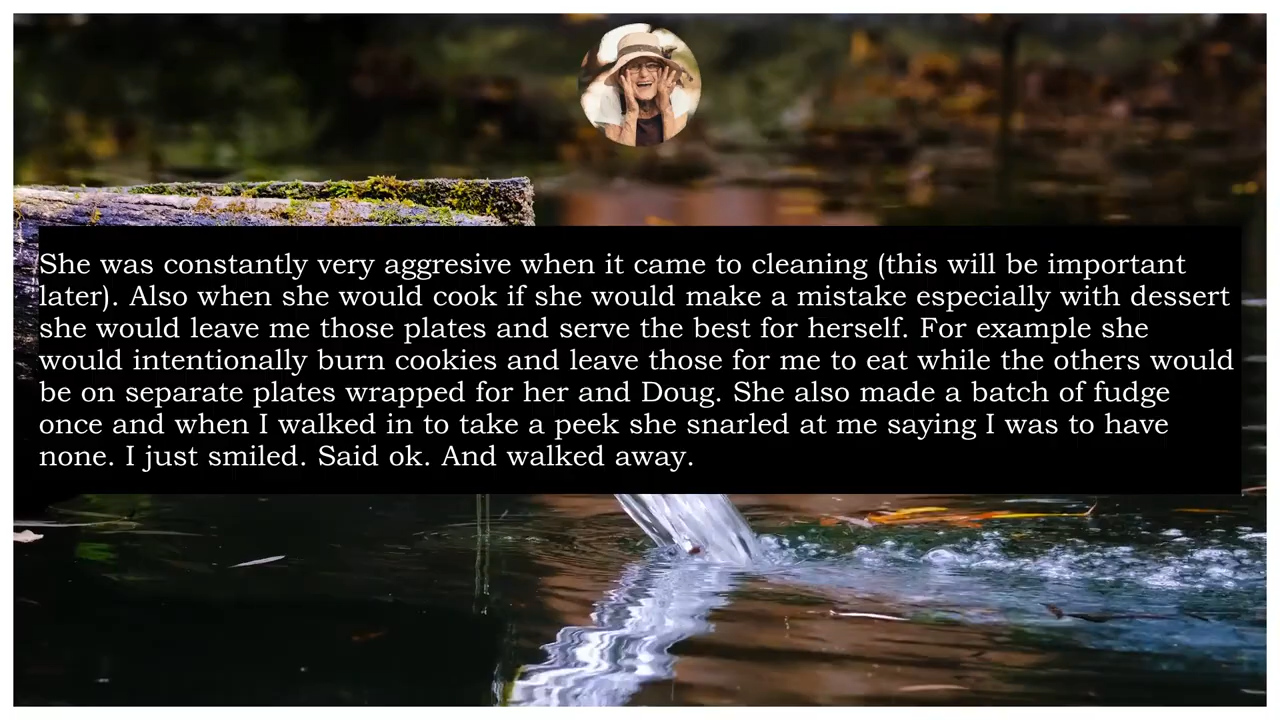 She was constantly very aggresive when it came to cleaning (this will be important
later). Also when she would cook if she would make a mistake especially with dessert
she would leave me those plates and serve the best for herself. For example she
would intentionally burn cookies and leave those for me to eat while the others would
be on separate plates wrapped for her and Doug. She also made a batch of fudge
once and when I walked in to take a peek she snarled at me saying I was to have
none. I just smiled. Said ok. And walked away.